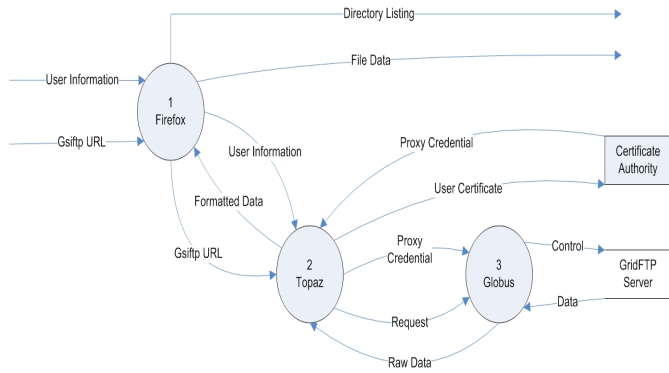 Directory Listing
File Data
User Information
1
Firefox
Gsiftp URL
User Information
Proxy Credential
Certificate
Authority
Formatted Data
User Certificate
Gsiftp URL
2
Topaz
Proxy
Credential
3
Globus
Control
GridFTP
Server
Data
Request
Raw Data